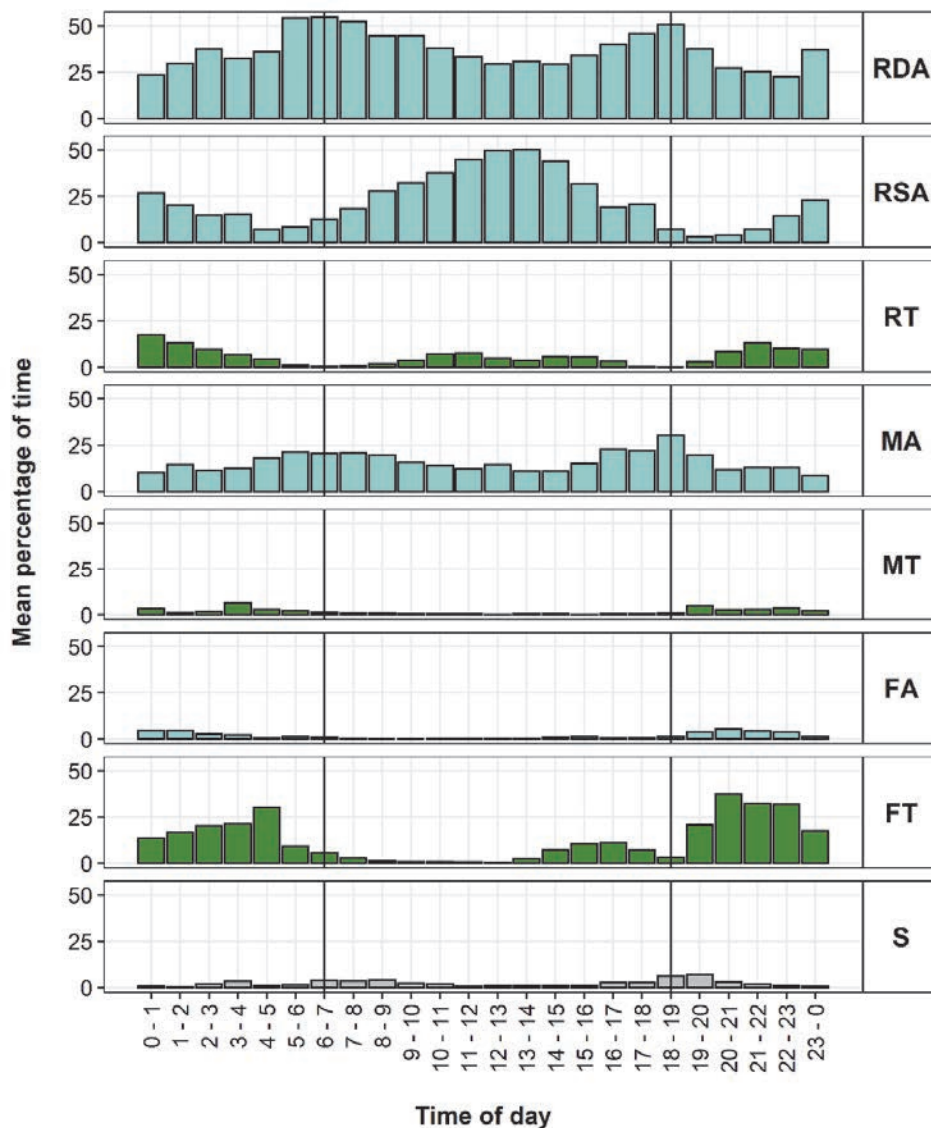 50
25
0
RDA
50
25
0
RSA
50
25
0
RT
50
25
0
MA
50
25
0
MT
50
25
0
FA
50
25
0
FT
50
25
0
S
Mean percentage of time
0 - 1
1 - 2
2 - 3
3 - 4
4 - 5
5 - 6
6 - 7
7 - 8
8 - 9
9 - 10
10 - 11
11 - 12
12 - 13
13 - 14
14 - 15
15 - 16
16 - 17
17 - 18
18 - 19
19 - 20
20 - 21
21 - 22
22 - 23
23 - 0
Time of day